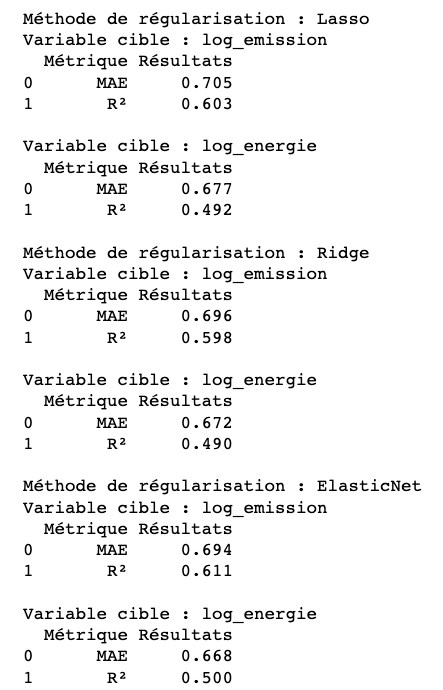 Méthode de régularisation : Lasso
Variable cible : log_emission
Métrique Résultats
0 MAE 0.705
1 R² 0.603
Variable cible : log_energie
Métrique Résultats
0 MAE 0.677
1 R² 0.492
Méthode de régularisation : Ridge
Variable cible : log_emission
Métrique Résultats
0 MAE 0.696
1 R² 0.598
Variable cible : log_energie
Métrique Résultats
0 MAE 0.672
1 R² 0.490
Méthode de régularisation : ElasticNet
Variable cible : log_emission
Métrique Résultats
0 MAE 0.694
1 R² 0.611
Variable cible : log_energie
Métrique Résultats
0 MAE 0.668
1 R² 0.500